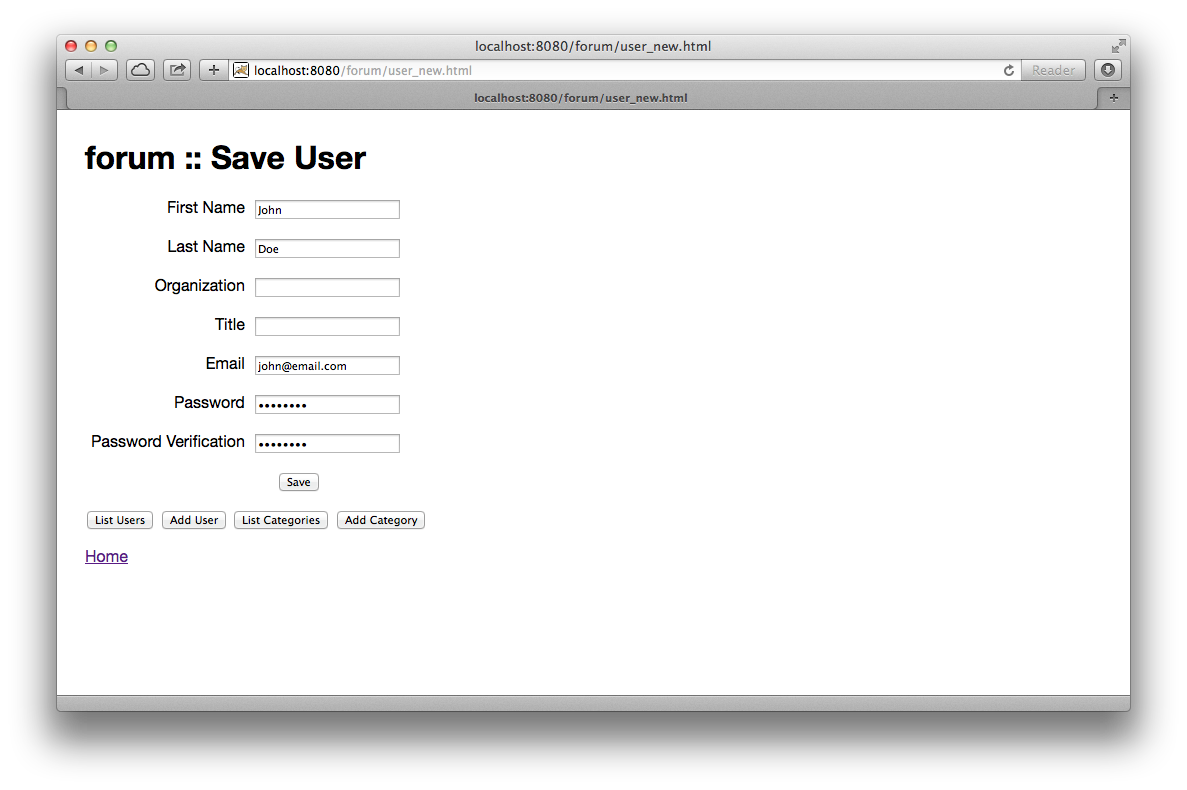 localhost:8080/forum/user_new.html
localhost:8080/forum/user_new.html Reader
localhost:8080/forum/user_new.html
forum :: Save User
First Name John
Last Name Doe
Organization
Title
Email john@email.com
Password ••••••••
Password Verification ••••••••
Save
List Users Add User List Categories Add Category
Home